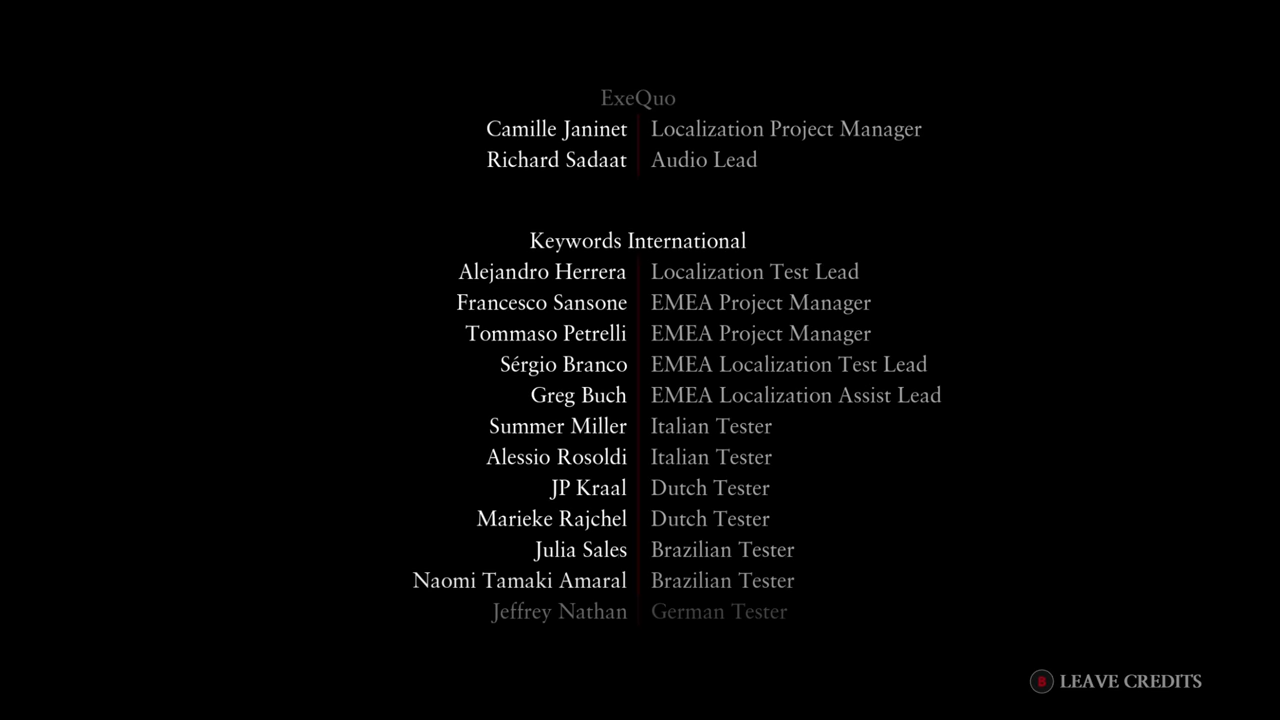 ExeQuo
Camille Janinet Localization Project Manager
Richard Sadaat Audio Lead
Keywords International
Alejandro Herrera Localization Test Lead
Francesco Sansone EMEA Project Manager
Tommaso Petrelli EMEA Project Manager
Sérgio Branco EMEA Localization Test Lead
Greg Buch EMEA Localization Assist Lead
Summer Miller Italian Tester
Alessio Rosoldi Italian Tester
JP Kraal Dutch Tester
Marieke Rajchel Dutch Tester
Julia Sales Brazilian Tester
Naomi Tamaki Amaral Brazilian Tester
Jeffrey Nathan German Tester
B LEAVE CREDITS